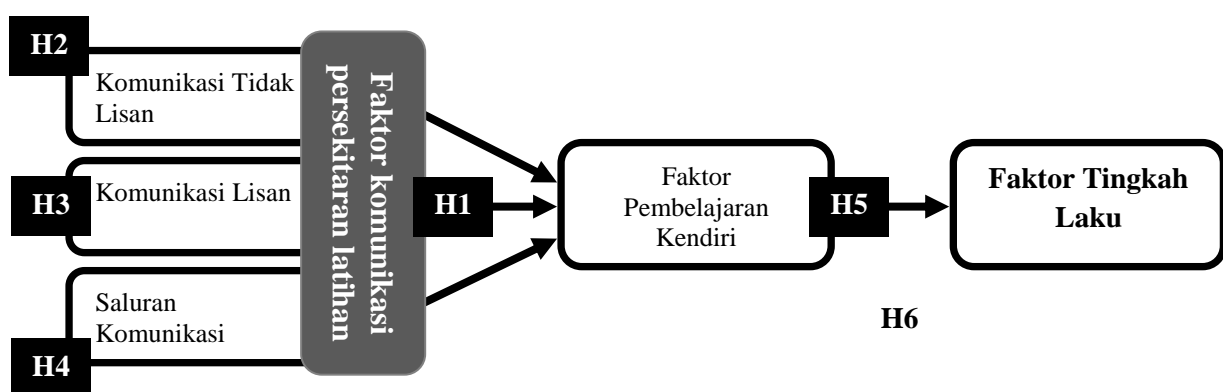 H2
Komunikasi Tidak
Lisan
H3
Komunikasi Lisan
H4
Saluran
Komunikasi
Faktor komunikasi
persekitaran latihan
H1
Faktor
Pembelajaran
Kendiri
H5
Faktor Tingkah
Laku
H6